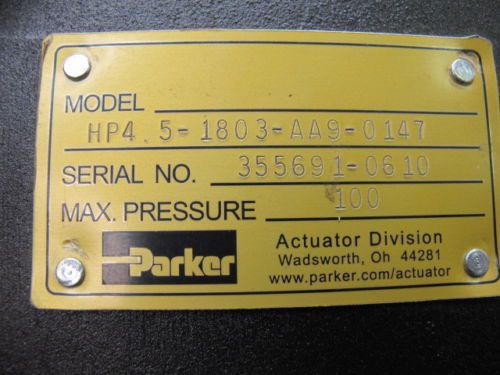 MODEL
HP4.5-1803-AA9-0147
SERIAL NO. 355691-0610
MAX. PRESSURE 100
Parker
Actuator Division
Wadsworth, Oh 44281
www.parker.com/actuator